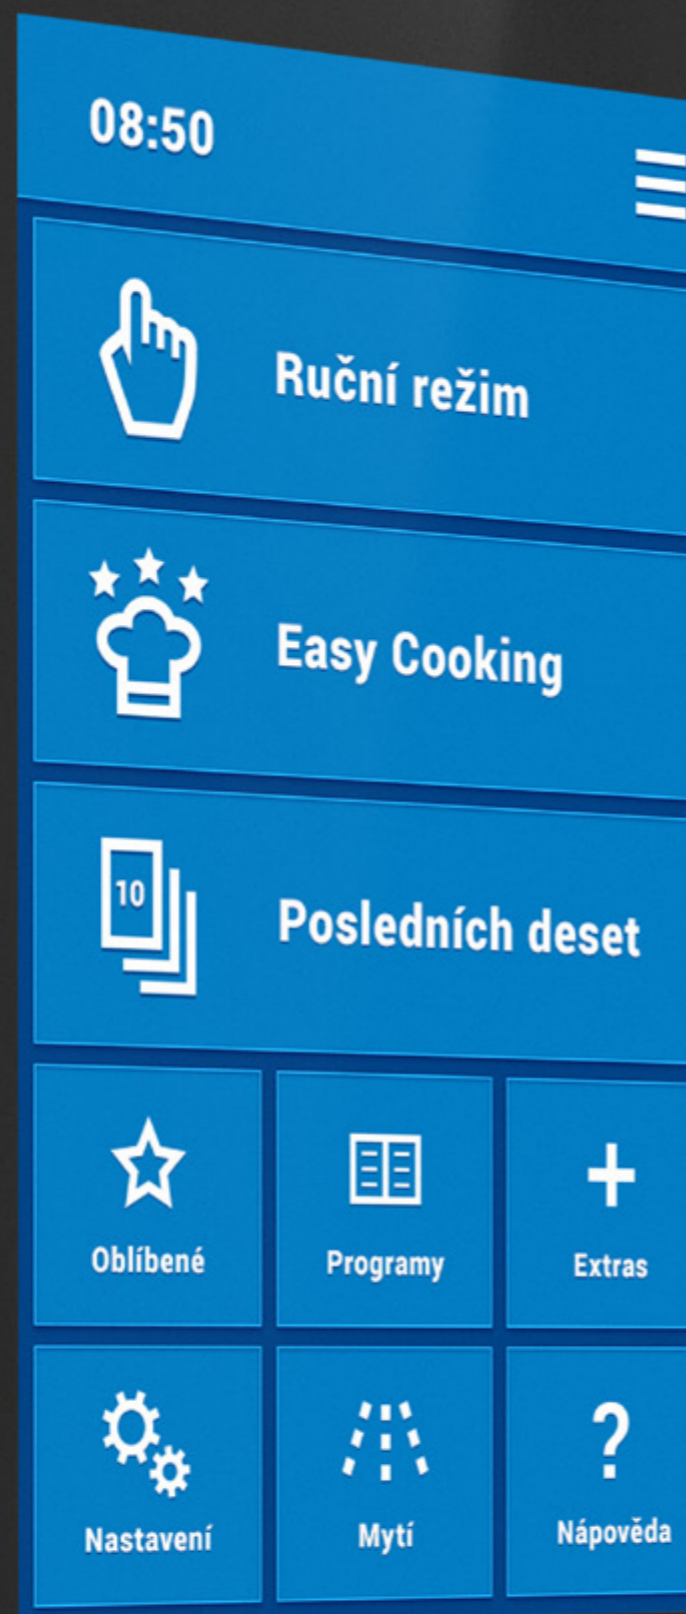 08:50
Ruční režim
Easy Cooking
10
Posledních deset
Oblíbené
Programy
+
Extras
Nastavení
Mytí
?
Nápověda